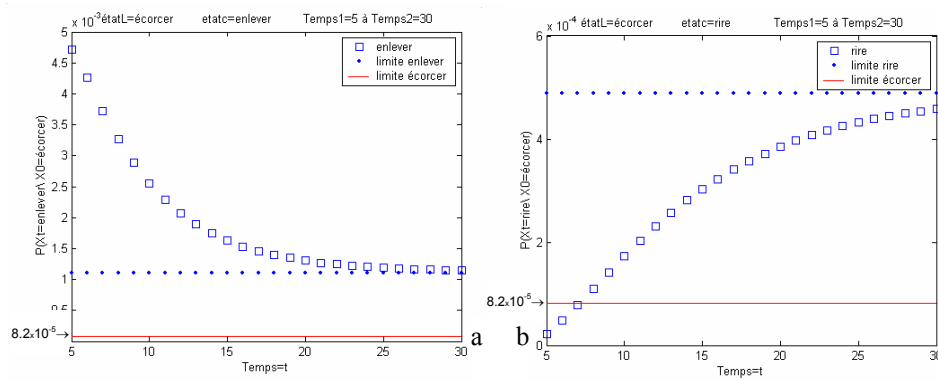 x 10⁻³ étatL=écorcer etatc=enlever Temps1=5 à Temps2=30
5
4.5
4
3.5
3
2.5
2
1.5
1
0.5
8.2x10⁻⁵→
P(Xt=enlever\ X0=écorcer)
enlever
limite enlever
limite écorcer
5 10 15 20 25 30
Temps=t
a
x 10⁻⁴ étatL=écorcer etatc=rire Temps1=5 à Temps2=30
6
4
2
0
8.2x10⁻⁵→
P(Xt=rire\ X0=écorcer)
rire
limite rire
limite écorcer
5 10 15 20 25 30
Temps=t
b